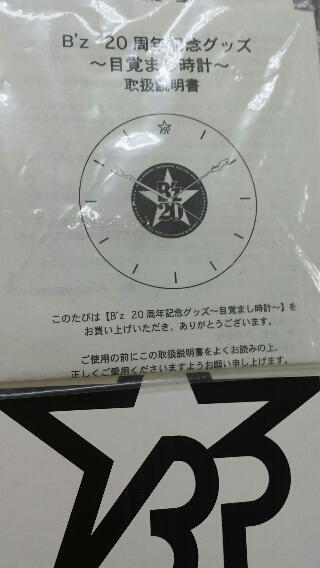 B'z 20周年記念グッズ
～目覚まし時計～
取扱説明書
B'z
20
このたびは【B'z 20周年記念グッズ～目覚まし時計～】を
お買い上げいただき、ありがとうございます。
ご使用の前にこの取扱説明書をよくお読みの上、
正しくご愛用くださいますようお願い申し上げます。